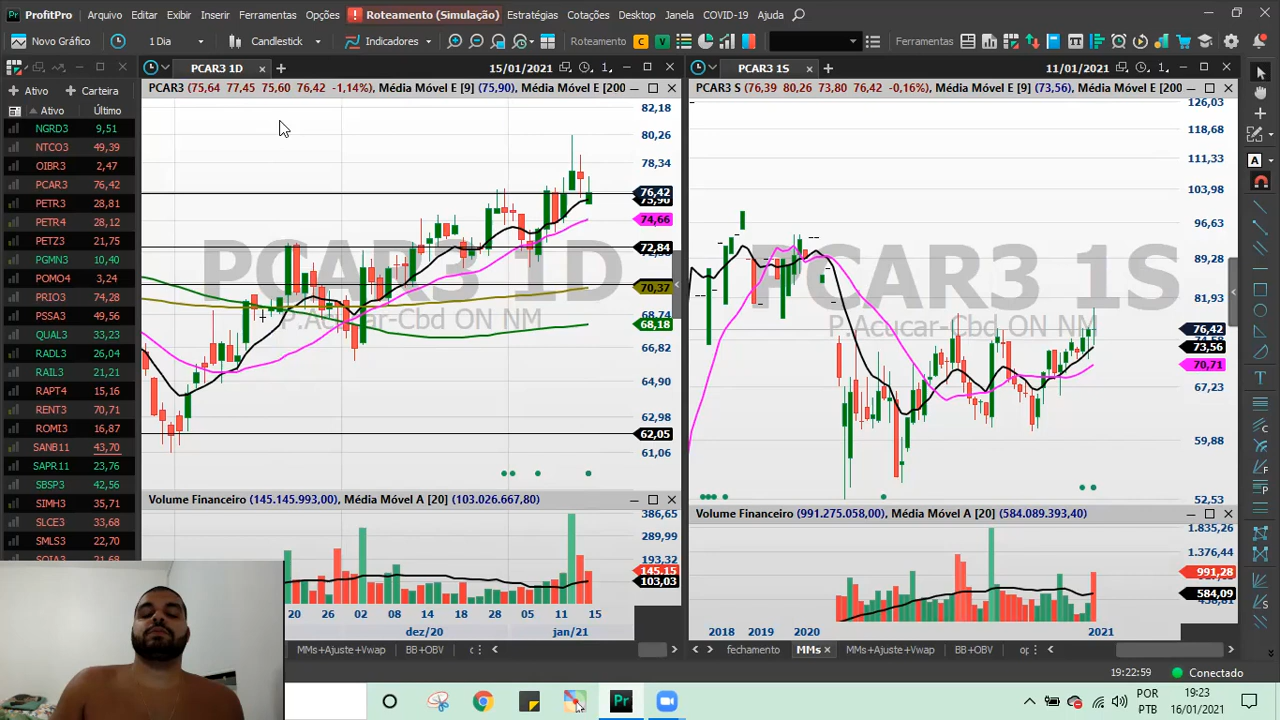 ProfitPro Arquivo Editar Exibir Inserir Ferramentas Opções ! Roteamento (Simulação) Estratégias Cotações Desktop Janela COVID-19 Ajuda
Novo Gráfico 1 Dia Candlestick Indicadores Roteamento C V Ferramentas
PCAR3 1D × + 15/01/2021 1
PCAR3 1S × + 11/01/2021 1
Ativo Carteira
Ativo Último
NGRD3 9,51
NTCO3 49,39
OIBR3 2,47
PCAR3 76,42
PETR3 28,81
PETR4 28,12
PETZ3 21,75
PGMN3 10,40
POMO4 3,24
PRIO3 74,28
PSSA3 49,56
QUAL3 33,23
RADL3 26,04
RAIL3 21,21
RAPT4 15,16
RENT3 70,71
ROMI3 16,87
SANB11 43,70
SAPR11 23,76
SBSP3 42,56
SIMH3 35,71
SLCE3 33,68
SMLS3 22,70
PCAR3 (75,64 77,45 75,60 76,42 -1,14%), Média Móvel E [9] (75,90), Média Móvel E [200
82,18
80,26
78,34
76,42
75,90
74,66
72,84
70,37
68,74
68,18
66,82
64,90
62,98
62,05
61,06
PCAR3 1D
P.Acucar-Cbd ON NM
Volume Financeiro (145.145.993,00), Média Móvel A [20] (103.026.667,80)
386,65
289,99
193,32
145,15
103,03
20 26 02 08 14 18 28 05 11 15
dez/20 jan/21
MMs+Ajuste+Vwap BB+OBV
PCAR3 S (76,39 80,26 73,80 76,42 -0,16%), Média Móvel E [9] (73,56), Média Móvel E [200
126,03
118,68
111,33
103,98
96,63
89,28
81,93
76,42
73,56
70,71
67,23
59,88
52,53
PCAR3 1S
P.Acucar-Cbd ON NM
Volume Financeiro (991.275.058,00), Média Móvel A [20] (584.089.393,40)
1.835,26
1.376,44
991,28
584,09
2018 2019 2020 2021
fechamento MMs × MMs+Ajuste+Vwap BB+OBV
19:22:59 Conectado
POR
PTB
19:23
16/01/2021